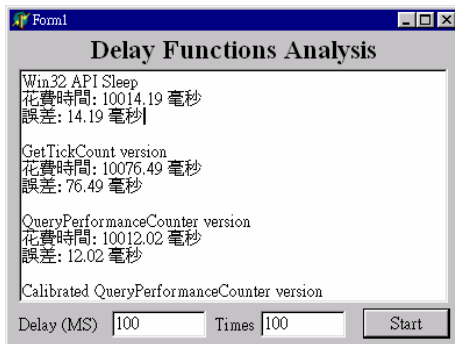 Form1
Delay Functions Analysis
Win32 API Sleep
花費時間: 10014.19 毫秒
誤差: 14.19 毫秒
GetTickCount version
花費時間: 10076.49 毫秒
誤差: 76.49 毫秒
QueryPerformanceCounter version
花費時間: 10012.02 毫秒
誤差: 12.02 毫秒
Calibrated QueryPerformanceCounter version
Delay (MS) 100 Times 100 Start